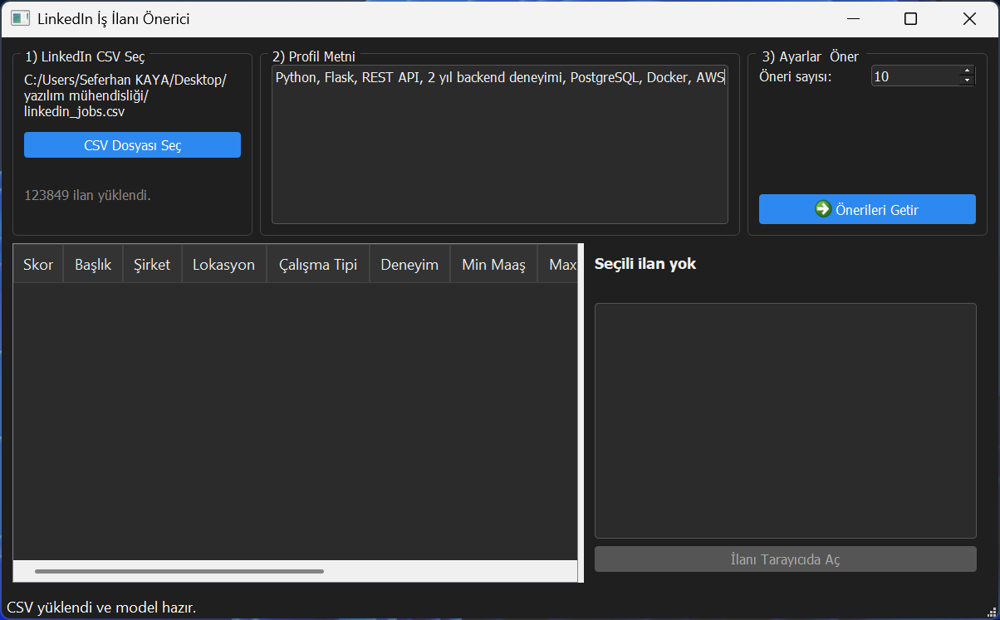 LinkedIn İş İlanı Önerici
1) LinkedIn CSV Seç
C:/Users/Seferhan KAYA/Desktop/
yazılım mühendisliği/
linkedin_jobs.csv
CSV Dosyası Seç
123849 ilan yüklendi.
2) Profil Metni
Python, Flask, REST API, 2 yıl backend deneyimi, PostgreSQL, Docker, AWS
3) Ayarlar  Öner
Öneri sayısı: 10
Önerileri Getir
Skor Başlık Şirket Lokasyon Çalışma Tipi Deneyim Min Maaş Max
Seçili ilan yok
İlanı Tarayıcıda Aç
CSV yüklendi ve model hazır.